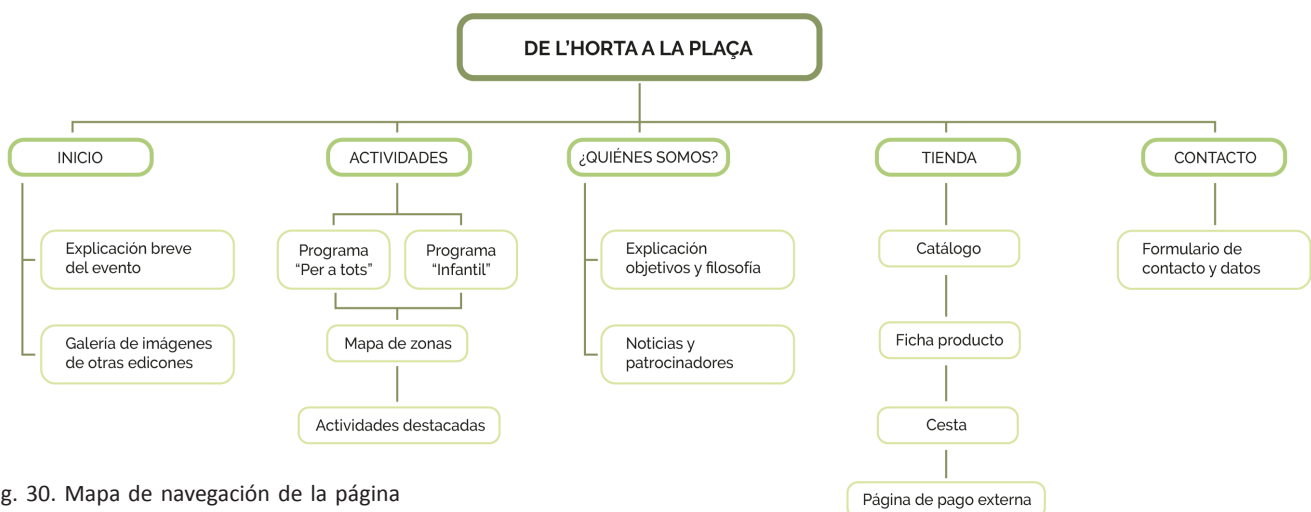 DE L'HORTA A LA PLAÇA
INICIO
ACTIVIDADES
¿QUIÉNES SOMOS?
TIENDA
CONTACTO
Explicación breve
del evento
Galería de imágenes
de otras edicones
Programa
“Per a tots”
Programa
“Infantil”
Mapa de zonas
Actividades destacadas
Explicación
objetivos y filosofía
Noticias y
patrocinadores
Catálogo
Ficha producto
Cesta
Página de pago externa
Formulario de
contacto y datos
g. 30. Mapa de navegación de la página